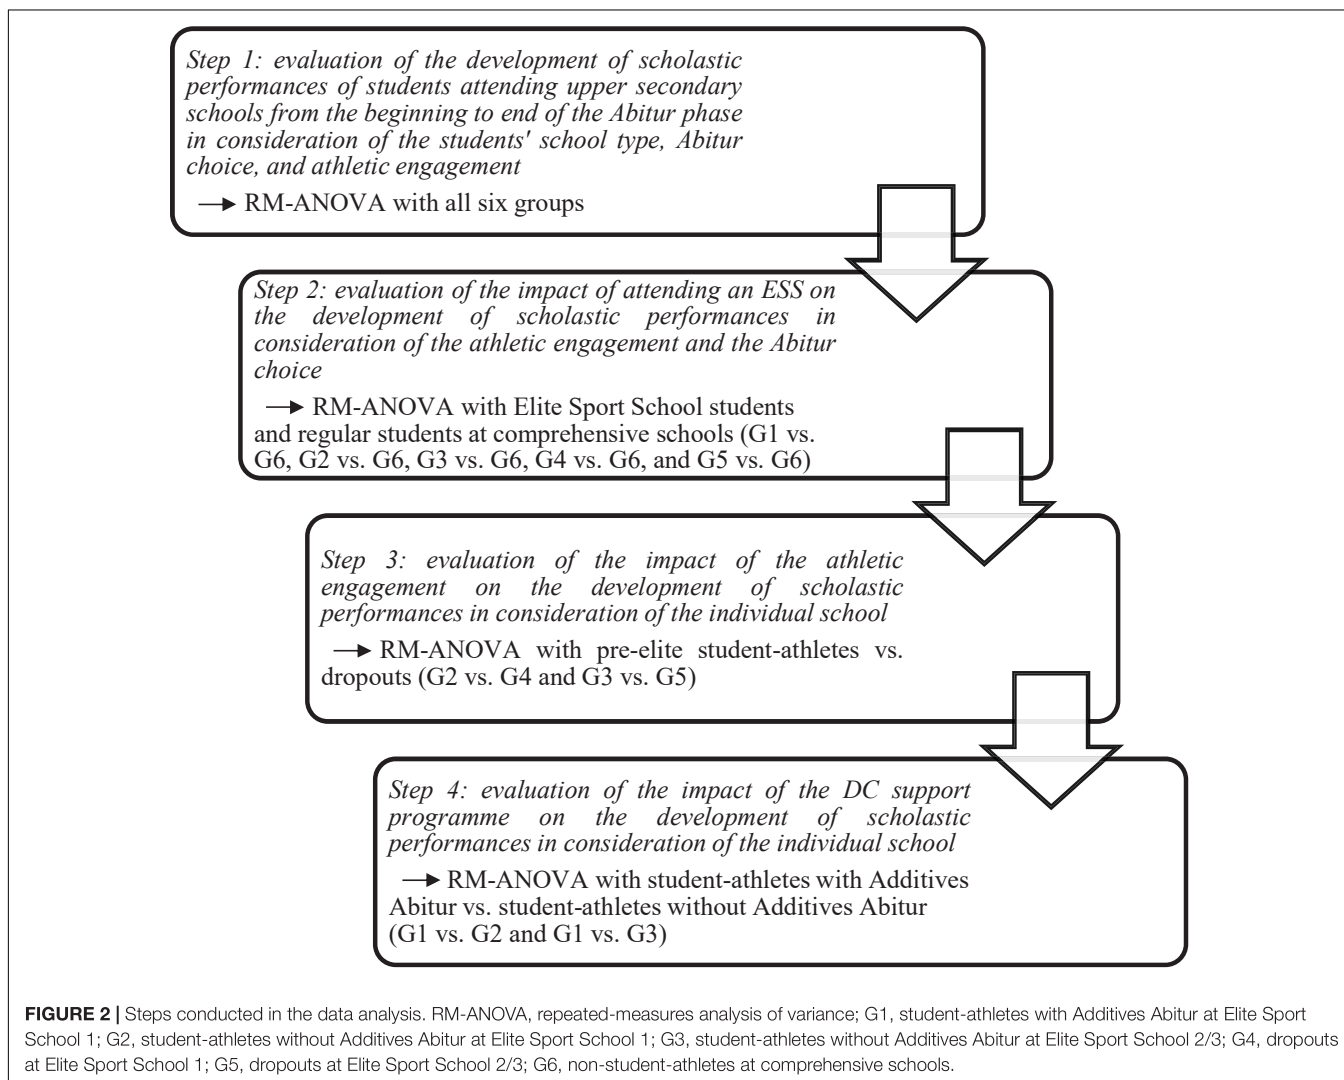 Step 1: evaluation of the development of scholastic
performances of students attending upper secondary
schools from the beginning to end of the Abitur phase
in consideration of the students' school type, Abitur
choice, and athletic engagement
→ RM-ANOVA with all six groups
Step 2: evaluation of the impact of attending an ESS on
the development of scholastic performances in
consideration of the athletic engagement and the Abitur
choice
→ RM-ANOVA with Elite Sport School students
and regular students at comprehensive schools (G1 vs.
G6, G2 vs. G6, G3 vs. G6, G4 vs. G6, and G5 vs. G6)
Step 3: evaluation of the impact of the athletic
engagement on the development of scholastic
performances in consideration of the individual school
→ RM-ANOVA with pre-elite student-athletes vs.
dropouts (G2 vs. G4 and G3 vs. G5)
Step 4: evaluation of the impact of the DC support
programme on the development of scholastic
performances in consideration of the individual school
→ RM-ANOVA with student-athletes with Additives
Abitur vs. student-athletes without Additives Abitur
(G1 vs. G2 and G1 vs. G3)
FIGURE 2 | Steps conducted in the data analysis. RM-ANOVA, repeated-measures analysis of variance; G1, student-athletes with Additives Abitur at Elite Sport
School 1; G2, student-athletes without Additives Abitur at Elite Sport School 1; G3, student-athletes without Additives Abitur at Elite Sport School 2/3; G4, dropouts
at Elite Sport School 1; G5, dropouts at Elite Sport School 2/3; G6, non-student-athletes at comprehensive schools.